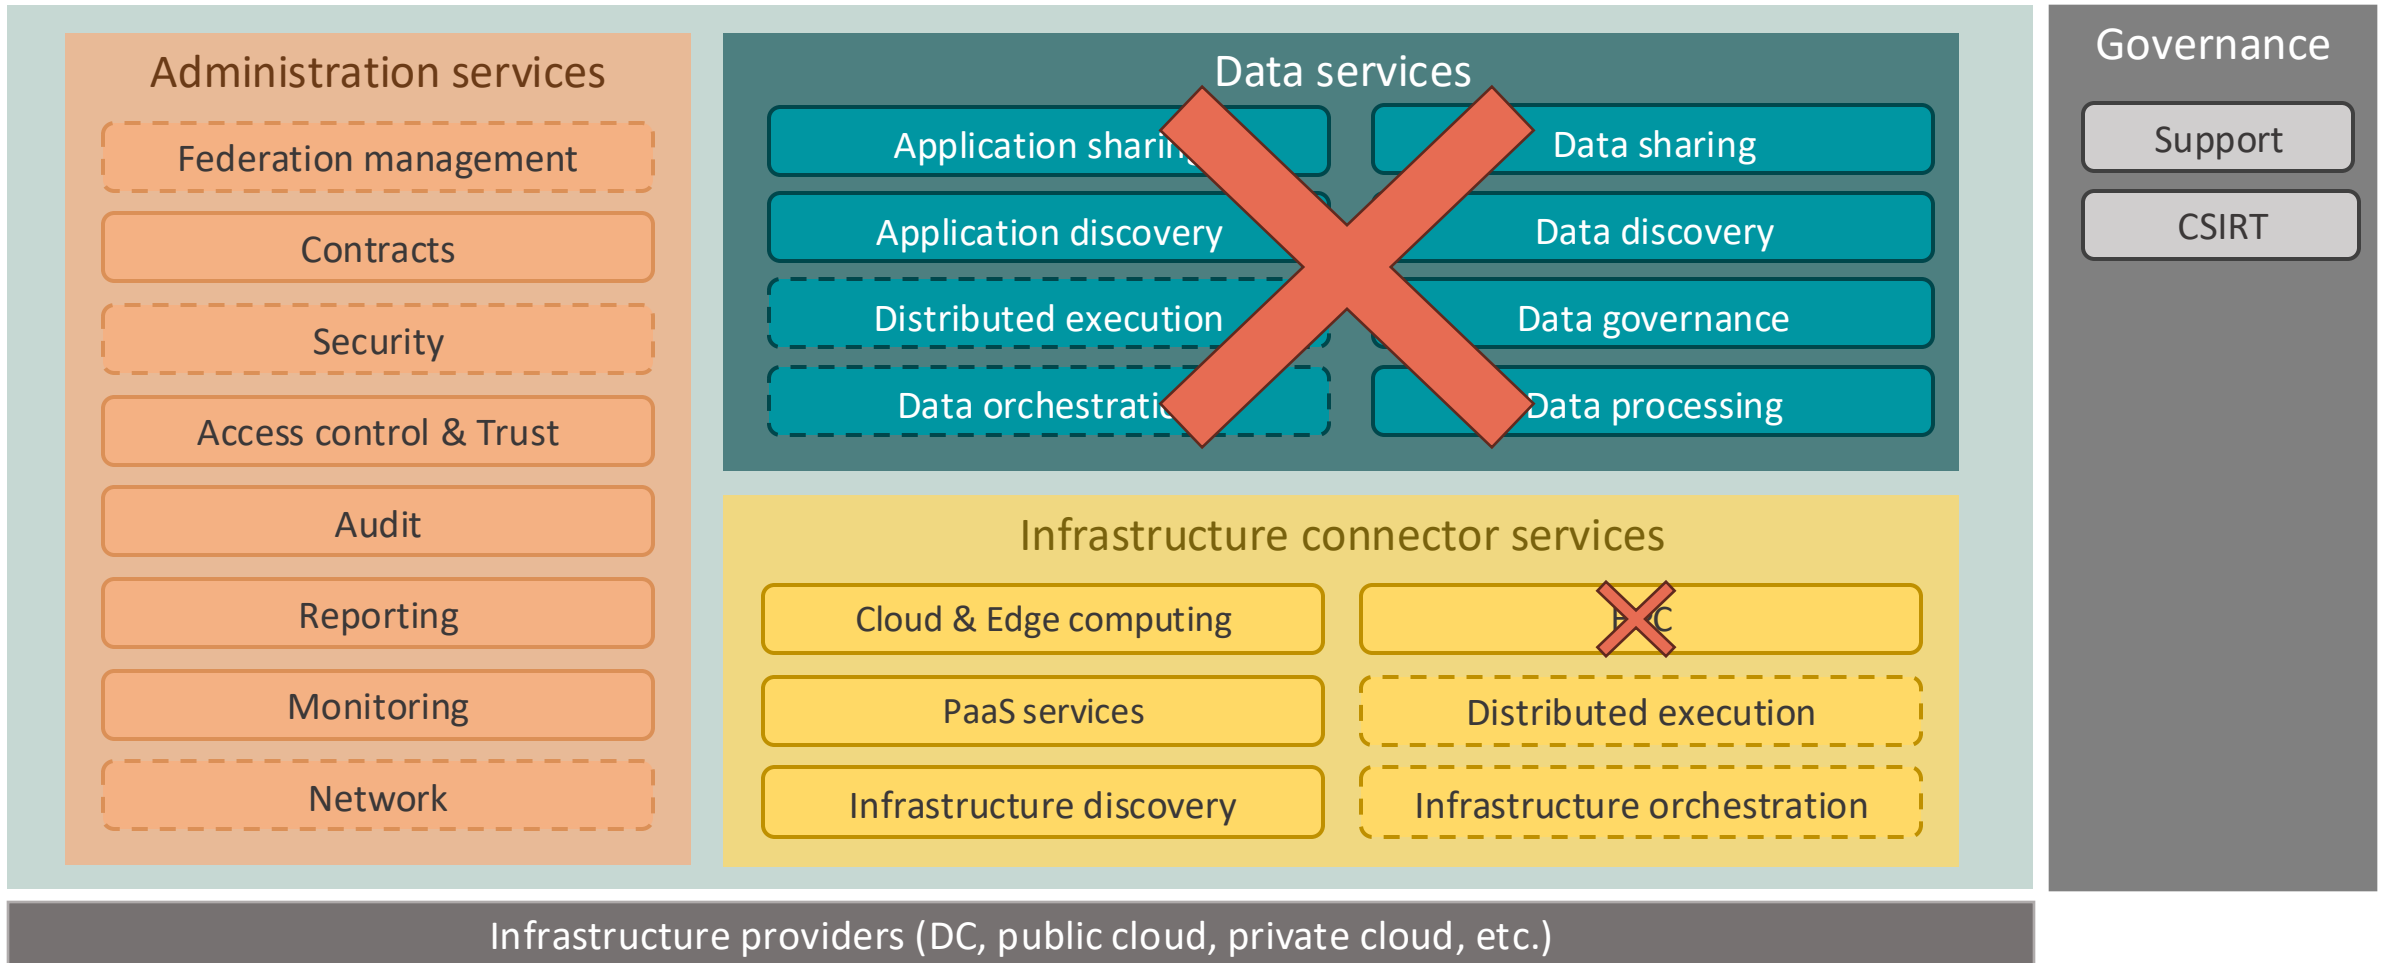 Administration services
Federation management
Contracts
Security
Access control & Trust
Audit
Reporting
Monitoring
Network
Data services
Application sharing
Data sharing
Application discovery
Data discovery
Distributed execution
Data governance
Data orchestration
Data processing
Infrastructure connector services
Cloud & Edge computing
PaaS services
Distributed execution
Infrastructure discovery
Infrastructure orchestration
Governance
Support
CSIRT
Infrastructure providers (DC, public cloud, private cloud, etc.)